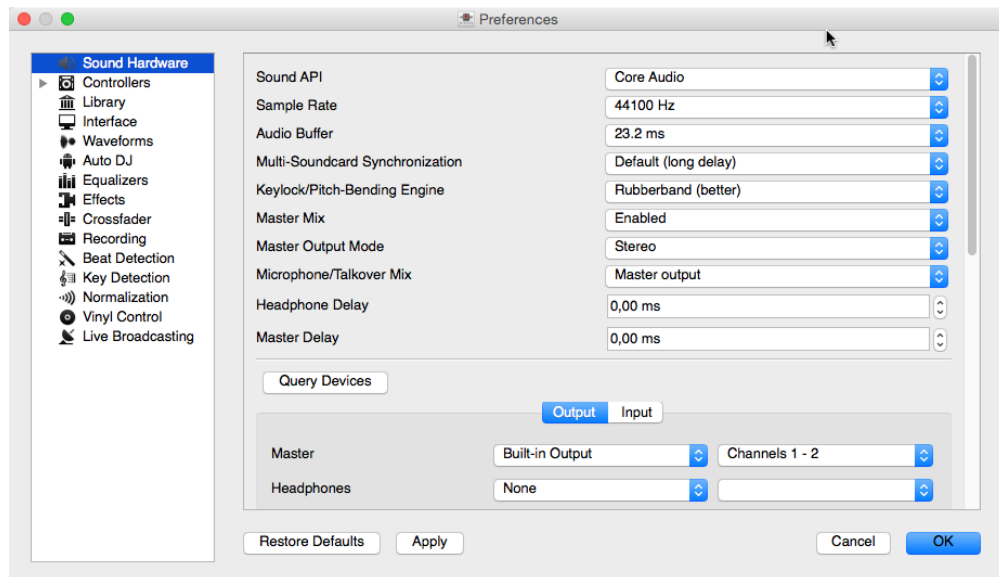 Preferences
Sound Hardware
Controllers
Library
Interface
Waveforms
Auto DJ
Equalizers
Effects
Crossfader
Recording
Beat Detection
Key Detection
Normalization
Vinyl Control
Live Broadcasting
Sound API Core Audio
Sample Rate 44100 Hz
Audio Buffer 23.2 ms
Multi-Soundcard Synchronization Default (long delay)
Keylock/Pitch-Bending Engine Rubberband (better)
Master Mix Enabled
Master Output Mode Stereo
Microphone/Talkover Mix Master output
Headphone Delay 0,00 ms
Master Delay 0,00 ms
Query Devices
Output Input
Master Built-in Output Channels 1 - 2
Headphones None
Restore Defaults Apply Cancel OK